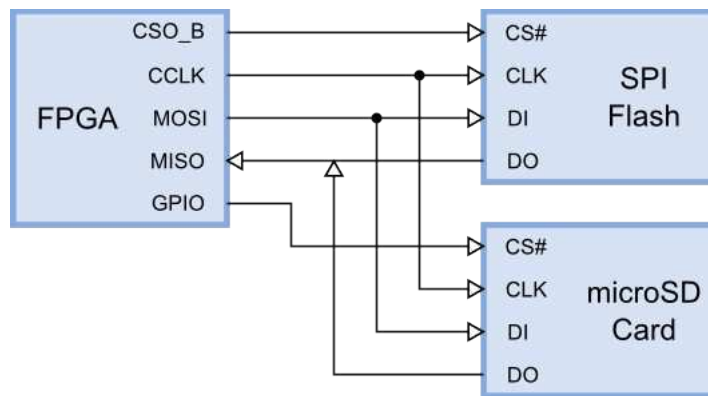 FPGA
CSO_B
CCLK
MOSI
MISO
GPIO
CS#
CLK
DI
DO
SPI
Flash
CS#
CLK
DI
DO
microSD
Card